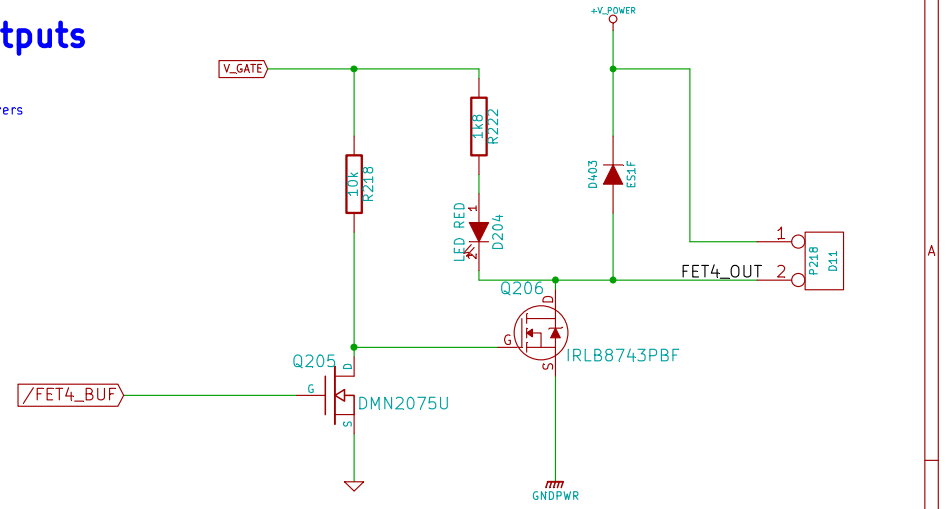 tputs
vers
+V_POWER
V_GATE
1k8
R222
10k
R218
D403
ES1F
LED RED
1
2
D204
FET4_OUT
1
2
P218
D11
A
Q206
D
G
S
IRLB8743PBF
Q205
D
G
S
DMN2075U
/FET4_BUF
GNDPWR